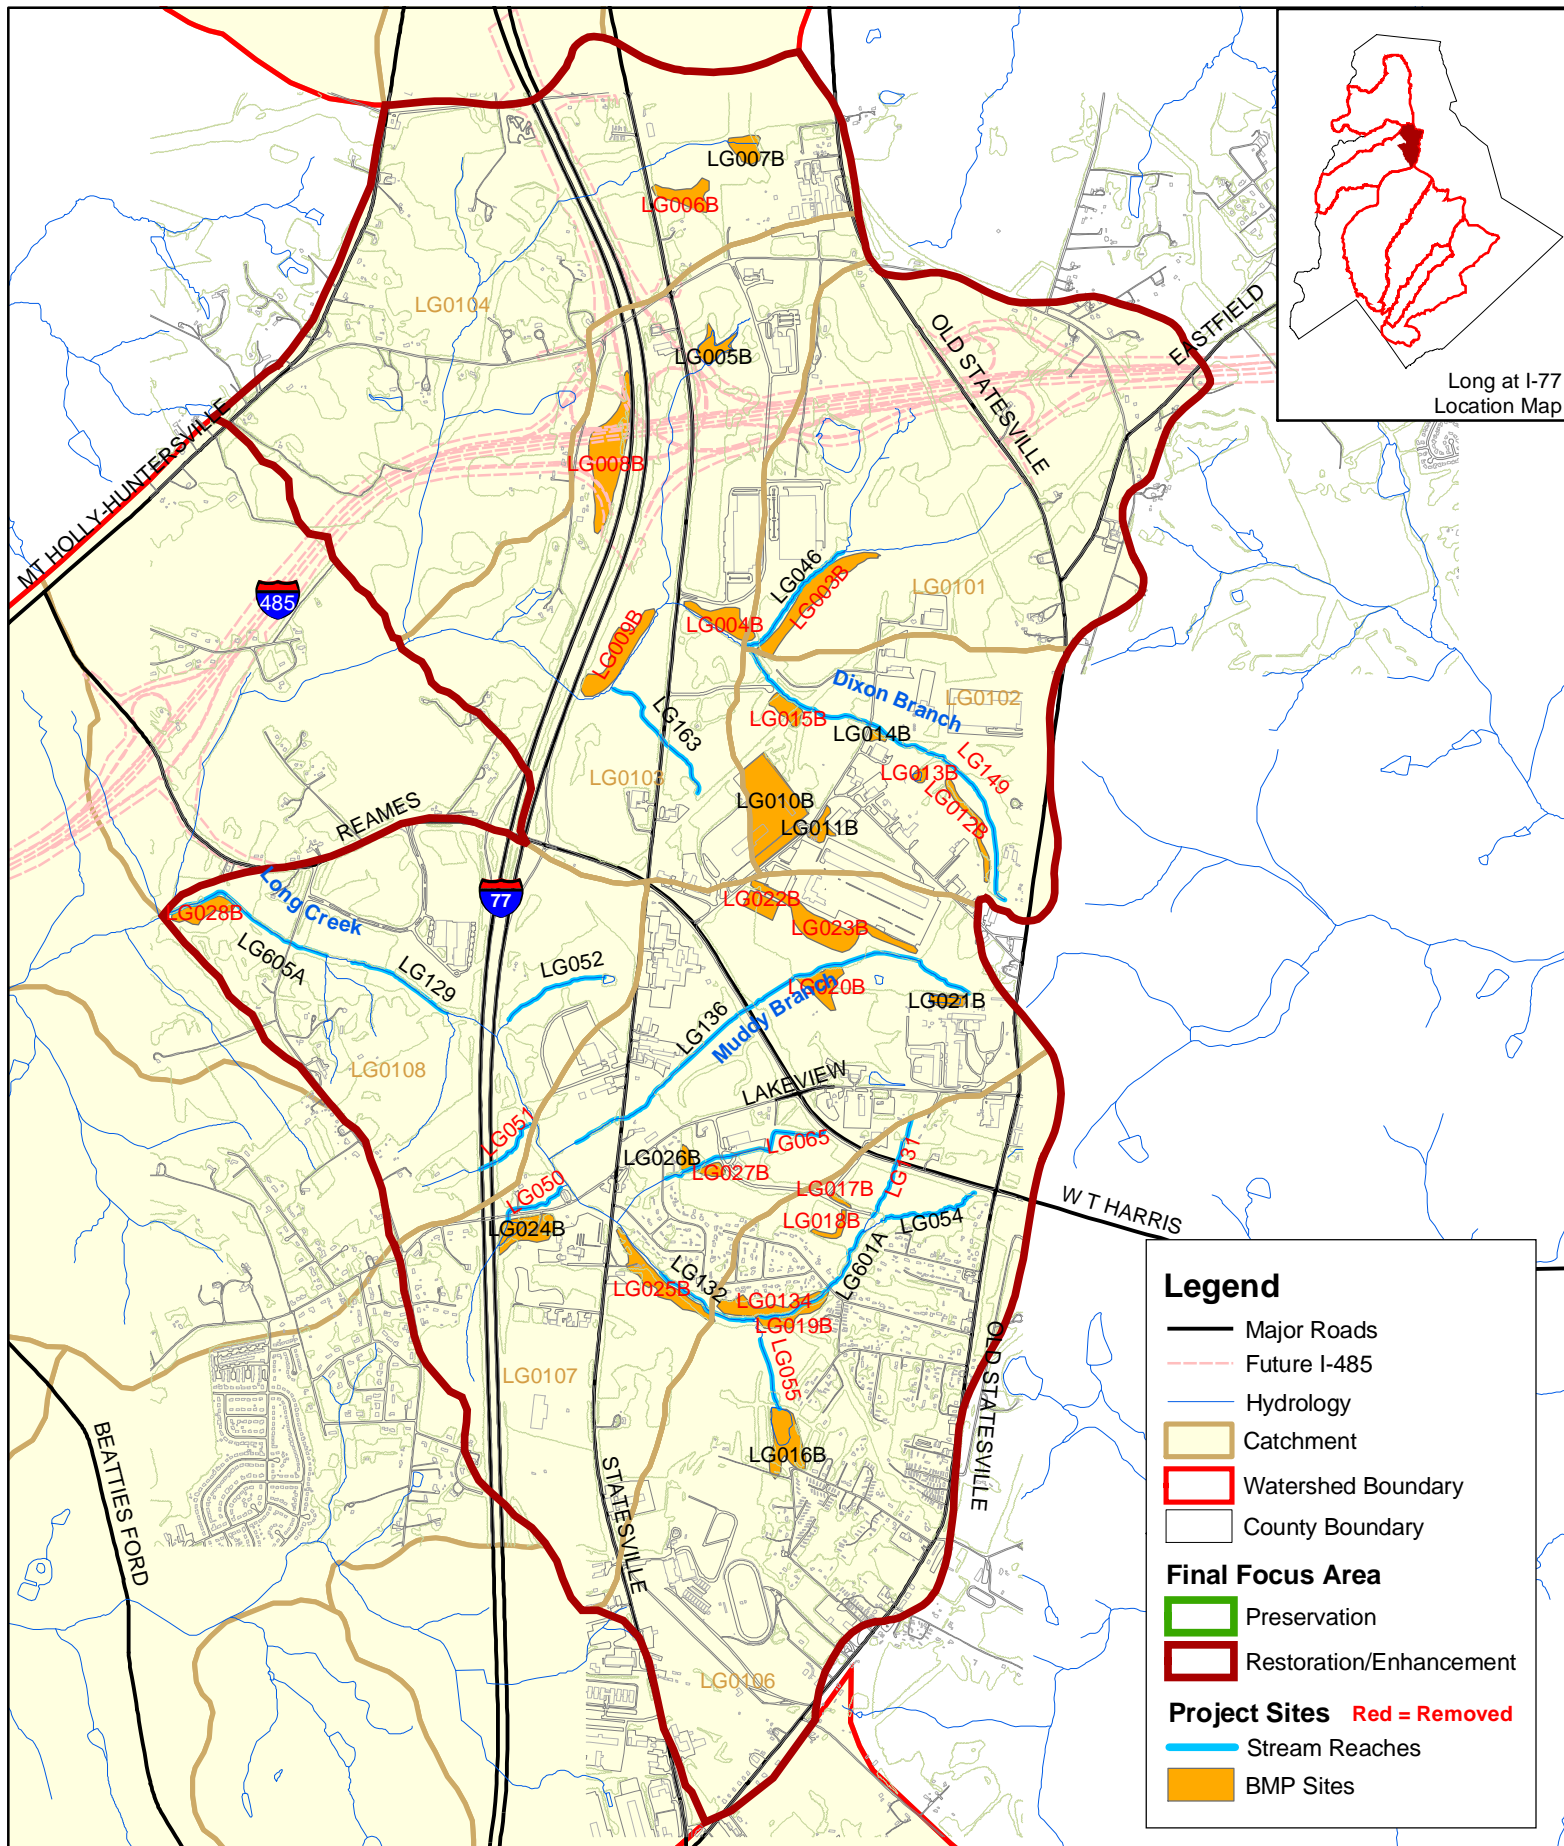 LG007B
LG006B
LG0104
LG005B
OLD STATESVILLE
EASTFIELD
Long at I-77
Location Map
MT HOLLY-HUNTERSVILLE
LG008B
485
LG046
LG003B
LG0101
LG004B
LG009B
Dixon Branch
LG0102
LG163
LG015B
LG014B
LG149
LG013B
LG0103
LG010B
LG012B
LG011B
REAMES
77
Long Creek
LG028B
LG022B
LG023B
LG605A
LG129
LG052
LG020B
LG021B
LG136
Muddy Branch
LG0108
LAKEVIEW
LG051
LG065
LG131
LG026B
LG027B
LG050
LG017B
LG018B
LG054
W T HARRIS
LG024B
LG601A
LG132
LG025B
LG0134
LG019B
LG055
OLD STATESVILLE
LG0107
LG016B
BEATTIES FORD
STATESVILLE
LG0106
Legend
Major Roads
Future I-485
Hydrology
Catchment
Watershed Boundary
County Boundary
Final Focus Area
Preservation
Restoration/Enhancement
Project Sites Red = Removed
Stream Reaches
BMP Sites